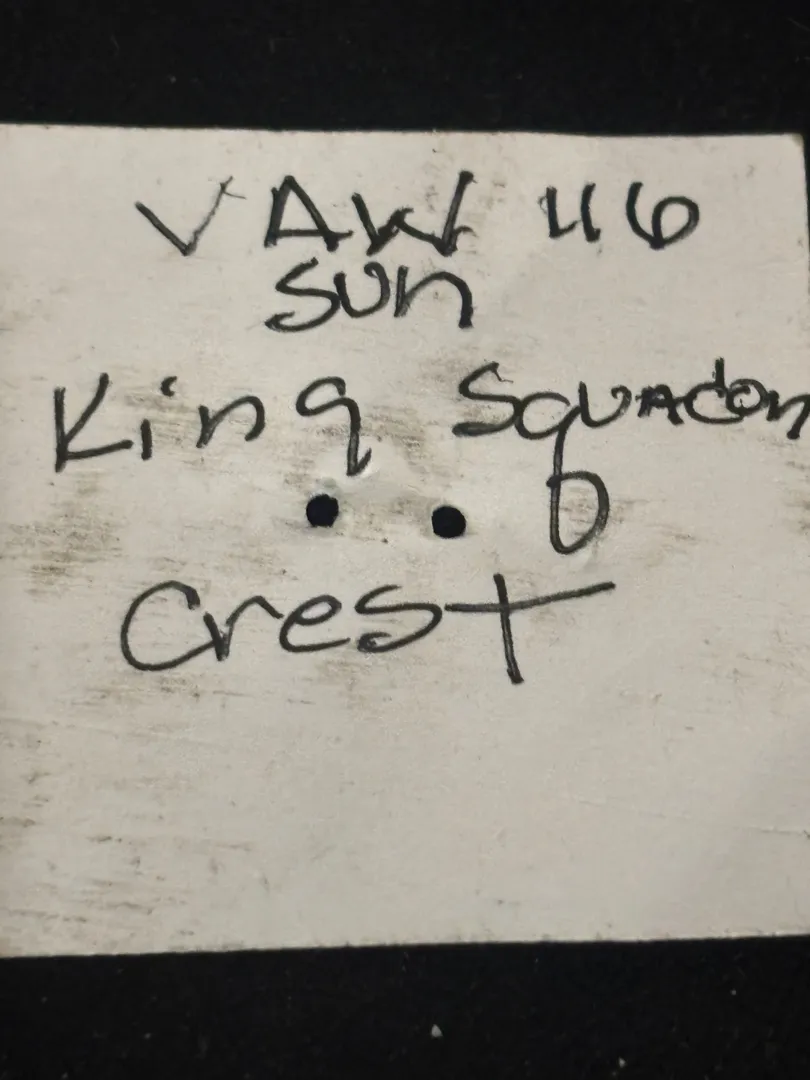 VAW 116
Sun
King Squadon
Crest